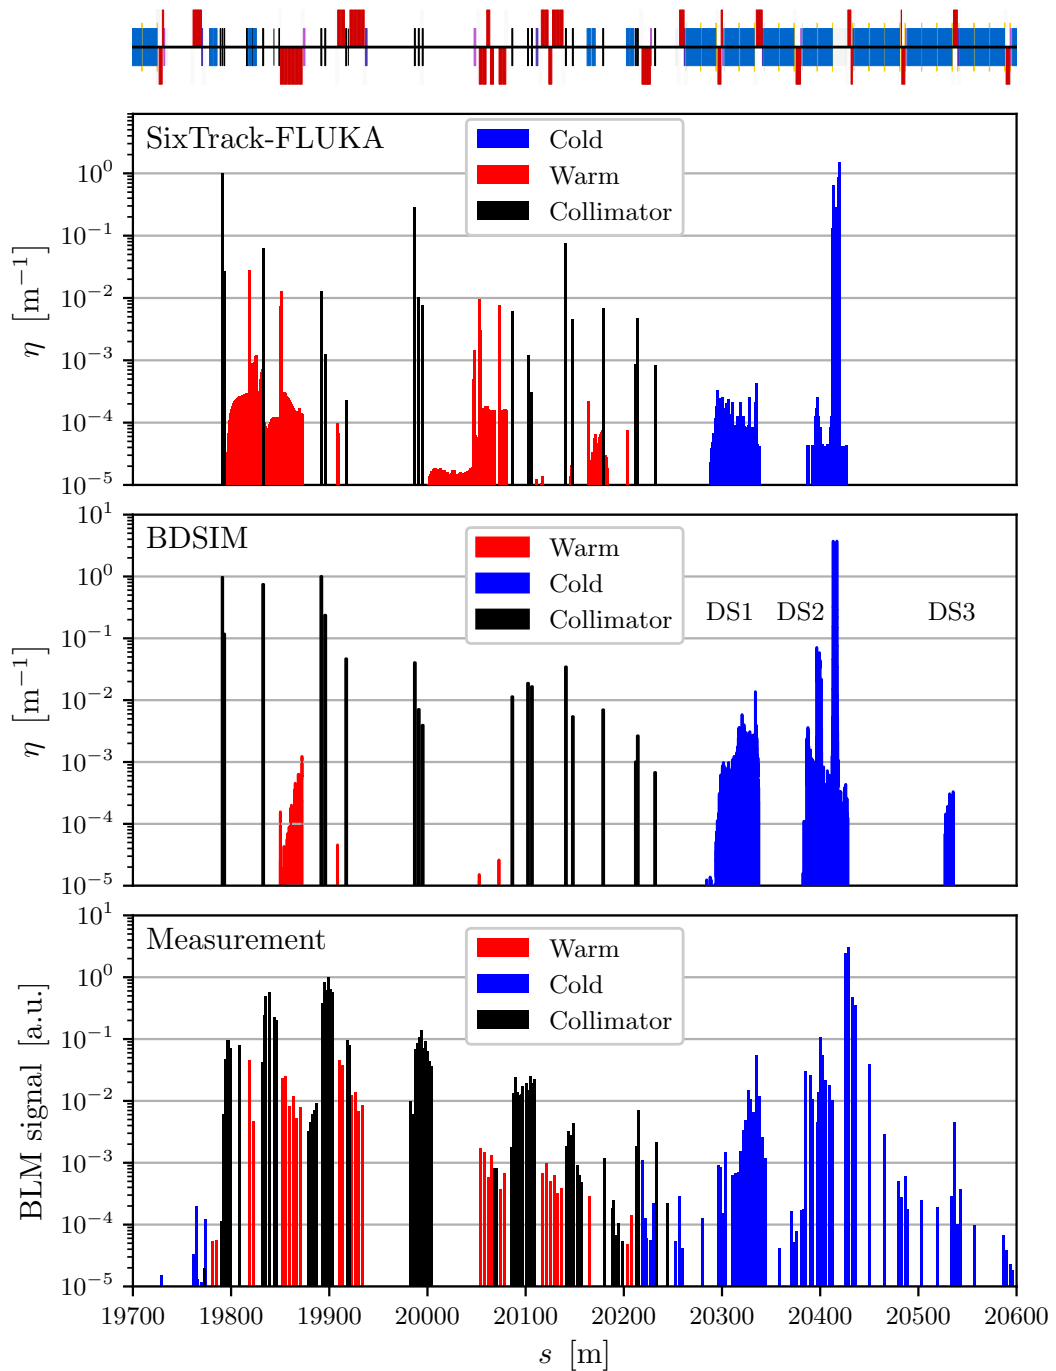 SixTrack-FLUKA
Cold
Warm
Collimator
10⁰
10⁻¹
10⁻²
10⁻³
10⁻⁴
10⁻⁵
η [m⁻¹]
BDSIM
Warm
Cold
Collimator
DS1 DS2 DS3
10¹
10⁰
10⁻¹
10⁻²
10⁻³
10⁻⁴
10⁻⁵
η [m⁻¹]
Measurement
Warm
Cold
Collimator
10¹
10⁰
10⁻¹
10⁻²
10⁻³
10⁻⁴
10⁻⁵
BLM signal [a.u.]
19700 19800 19900 20000 20100 20200 20300 20400 20500 20600
s [m]